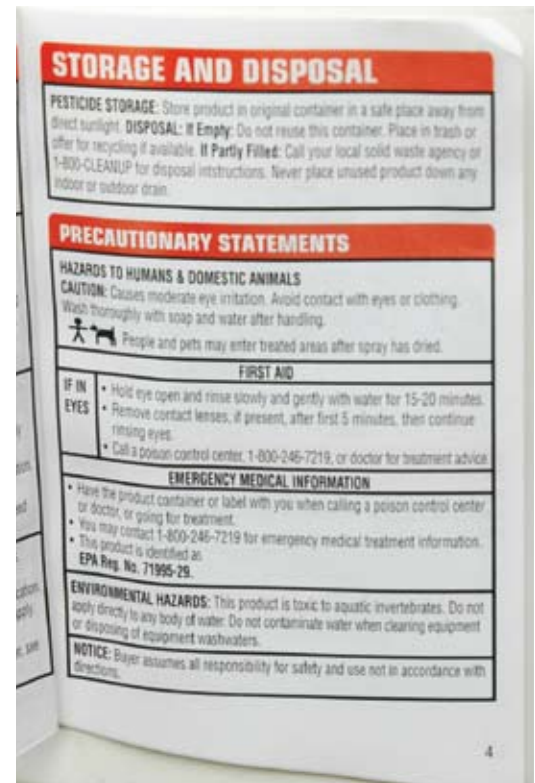 STORAGE AND DISPOSAL
PESTICIDE STORAGE: Store product in original container in a safe place away from
direct sunlight. DISPOSAL: If Empty: Do not reuse this container. Place in trash or
offer for recycling if available. If Partly Filled: Call your local solid waste agency or
1-800-CLEANUP for disposal intstructions. Never place unused product down any
indoor or outdoor drain.
PRECAUTIONARY STATEMENTS
HAZARDS TO HUMANS & DOMESTIC ANIMALS
CAUTION: Causes moderate eye irritation. Avoid contact with eyes or clothing.
Wash thoroughly with soap and water after handling.
People and pets may enter treated areas after spray has dried.
FIRST AID
IF IN
EYES
• Hold eye open and rinse slowly and gently with water for 15-20 minutes.
• Remove contact lenses, if present, after first 5 minutes, then continue
rinsing eyes.
• Call a poison control center, 1-800-246-7219, or doctor for treatment advice
EMERGENCY MEDICAL INFORMATION
• Have the product container or label with you when calling a poison control center
or doctor, or going for treatment.
• You may contact 1-800-246-7219 for emergency medical treatment information.
• This product is identified as
EPA Reg. No. 71995-29.
ENVIRONMENTAL HAZARDS: This product is toxic to aquatic invertebrates. Do not
apply directly to any body of water. Do not contaminate water when cleaning equipment
or disposing of equipment washwaters.
NOTICE: Buyer assumes all responsibility for safety and use not in accordance with
directions.
4